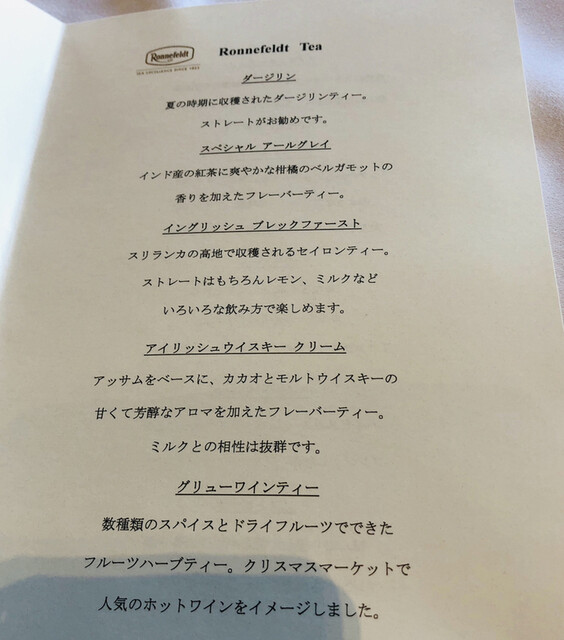 Ronnefeldt
TEA EXCELLENCE SINCE 1823
Ronnefeldt Tea
ダージリン
夏の時期に収穫されたダージリンティー。
ストレートがお勧めです。
スペシャル アールグレイ
インド産の紅茶に爽やかな柑橘のベルガモットの
香りを加えたフレーバーティー。
イングリッシュ ブレックファースト
スリランカの高地で収穫されるセイロンティー。
ストレートはもちろんレモン、ミルクなど
いろいろな飲み方で楽しめます。
アイリッシュウイスキー クリーム
アッサムをベースに、カカオとモルトウイスキーの
甘くて芳醇なアロマを加えたフレーバーティー。
ミルクとの相性は抜群です。
グリューワインティー
数種類のスパイスとドライフルーツでできた
フルーツハーブティー。クリスマスマーケットで
人気のホットワインをイメージしました。